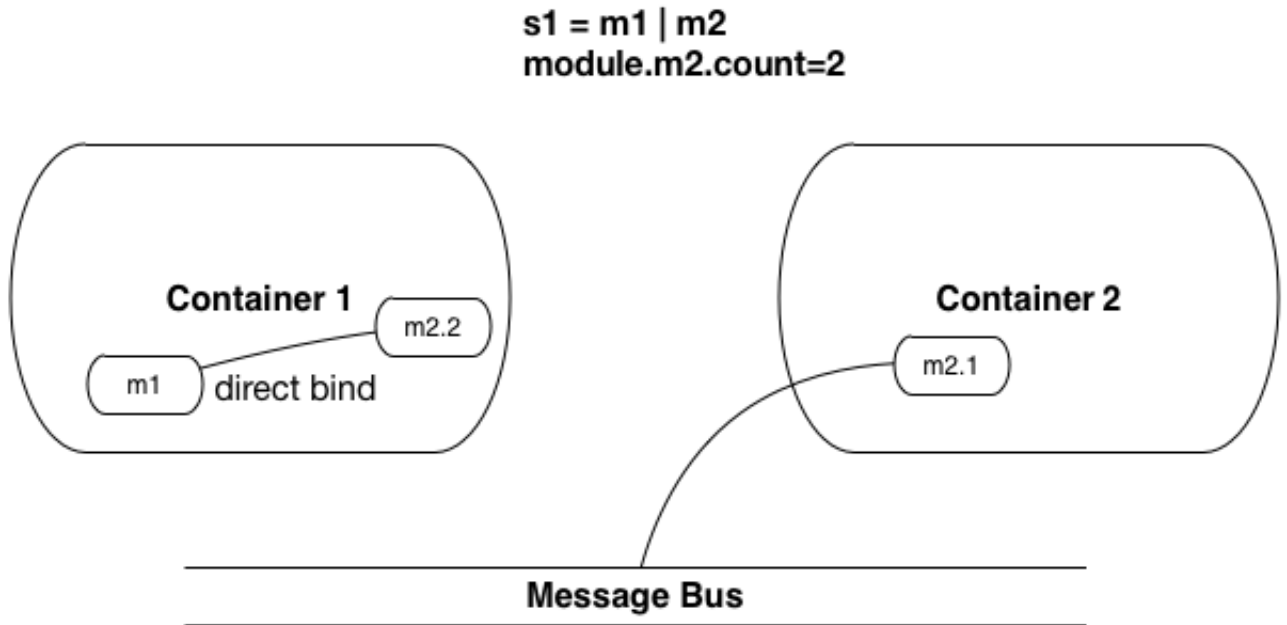 s1 = m1 | m2
module.m2.count=2
Container 1
m2.2
m1
direct bind
Container 2
m2.1
Message Bus